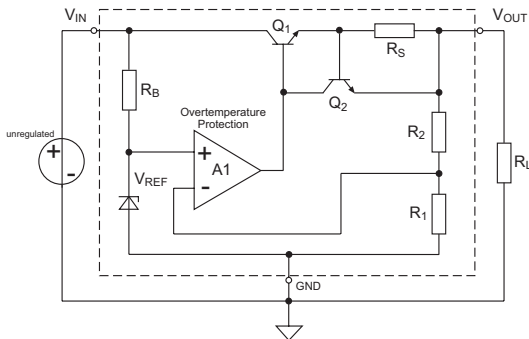 VIN
Q1
VOUT
RS
RB
Q2
Overtemperature
Protection
unregulated
+
-
+
-
A1
VREF
R2
R1
RL
GND